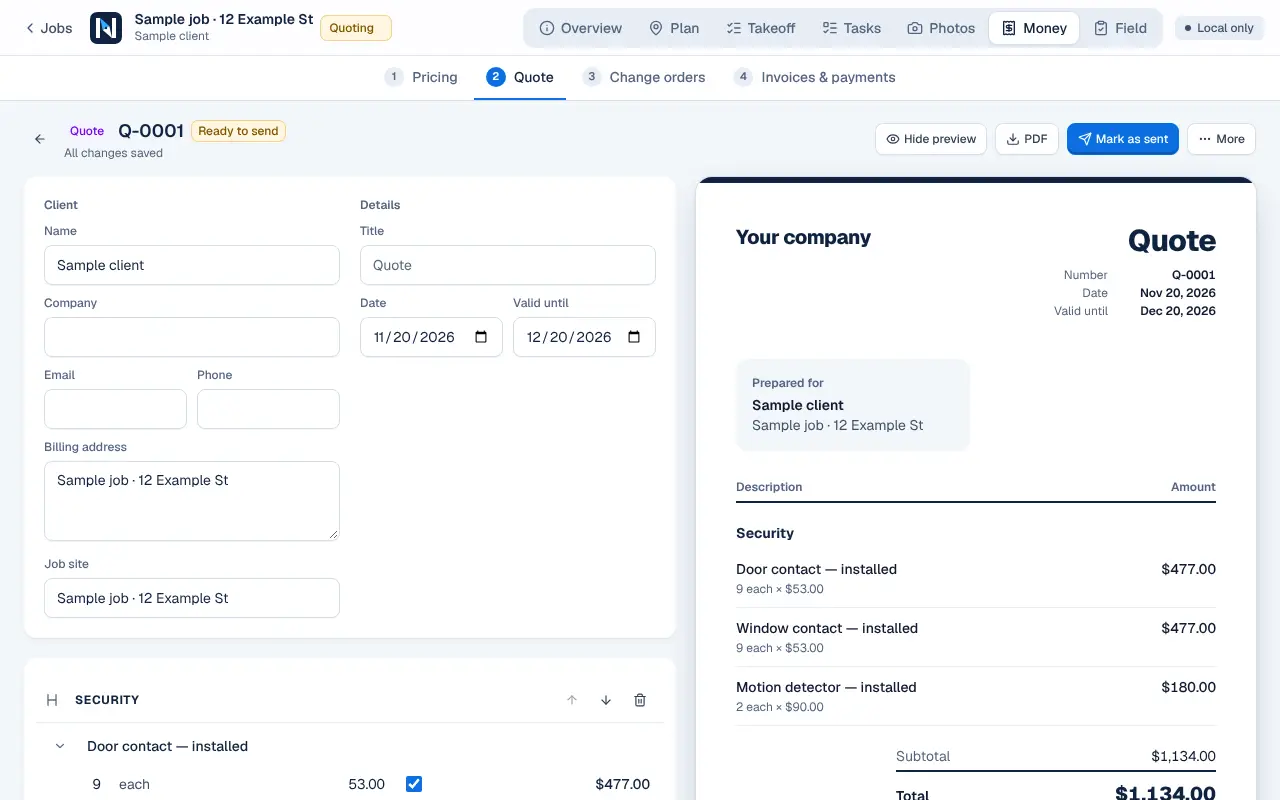 Jobs
Sample job · 12 Example St
Sample client
Quoting
Overview
Plan
Takeoff
Tasks
Photos
Money
Field
Local only
1 Pricing
2 Quote
3 Change orders
4 Invoices & payments
Quote Q-0001 Ready to send
All changes saved
Hide preview
PDF
Mark as sent
More
Client
Name
Sample client
Company
Email
Phone
Billing address
Sample job · 12 Example St
Job site
Sample job · 12 Example St
Details
Title
Quote
Date
11/20/2026
Valid until
12/20/2026
SECURITY
Door contact — installed
9 each 53.00 $477.00
Your company
Quote
Number Q-0001
Date Nov 20, 2026
Valid until Dec 20, 2026
Prepared for
Sample client
Sample job · 12 Example St
Description Amount
Security
Door contact — installed $477.00
9 each × $53.00
Window contact — installed $477.00
9 each × $53.00
Motion detector — installed $180.00
2 each × $90.00
Subtotal $1,134.00
Total $1,134.00